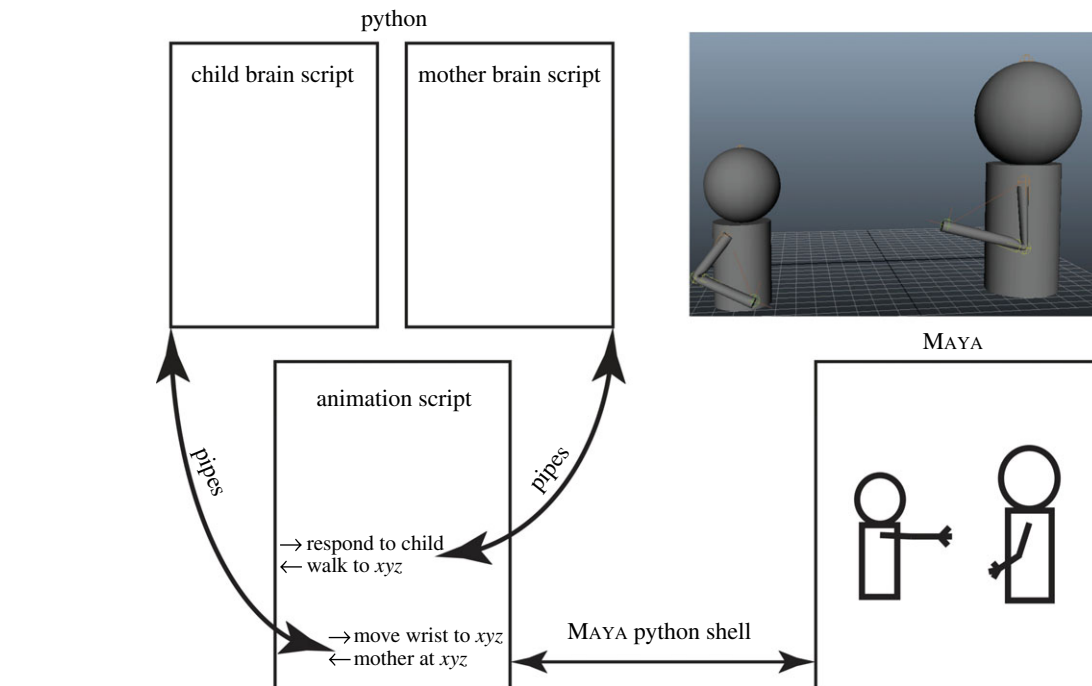 python
child brain script
mother brain script
MAYA
animation script
pipes
pipes
→ respond to child
← walk to xyz
→ move wrist to xyz
← mother at xyz
MAYA python shell